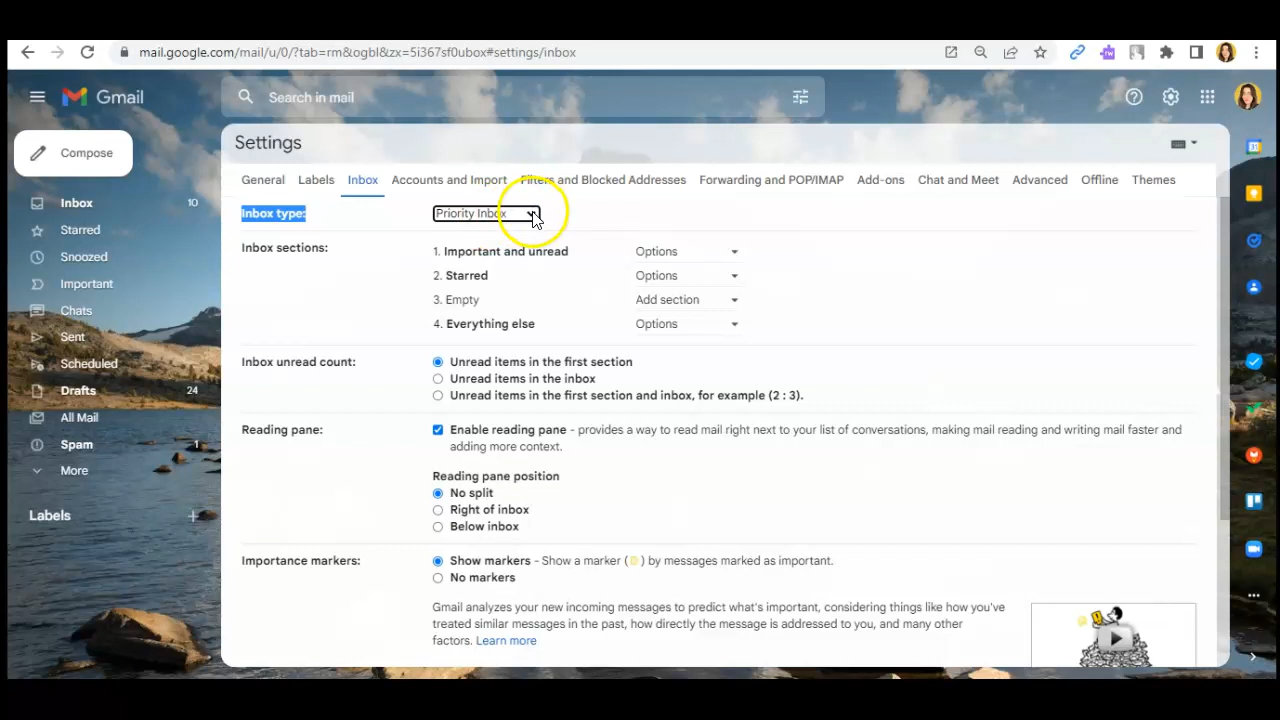 mail.google.com/mail/u/0/?tab=rm&ogbl&zx=5i367sf0ubox#settings/inbox
Gmail
Search in mail
Compose
Settings
General Labels Inbox Accounts and Import Filters and Blocked Addresses Forwarding and POP/IMAP Add-ons Chat and Meet Advanced Offline Themes
Inbox 10
Starred
Snoozed
Important
Chats
Sent
Scheduled
Drafts 24
All Mail
Spam 1
More
Labels
Inbox type: Priority Inbox
Inbox sections: 1. Important and unread Options
2. Starred Options
3. Empty Add section
4. Everything else Options
Inbox unread count: Unread items in the first section
Unread items in the inbox
Unread items in the first section and inbox, for example (2 : 3).
Reading pane: Enable reading pane - provides a way to read mail right next to your list of conversations, making mail reading and writing mail faster and
adding more context.
Reading pane position
No split
Right of inbox
Below inbox
Importance markers: Show markers - Show a marker ( ) by messages marked as important.
No markers
Gmail analyzes your new incoming messages to predict what's important, considering things like how you've
treated similar messages in the past, how directly the message is addressed to you, and many other
factors. Learn more